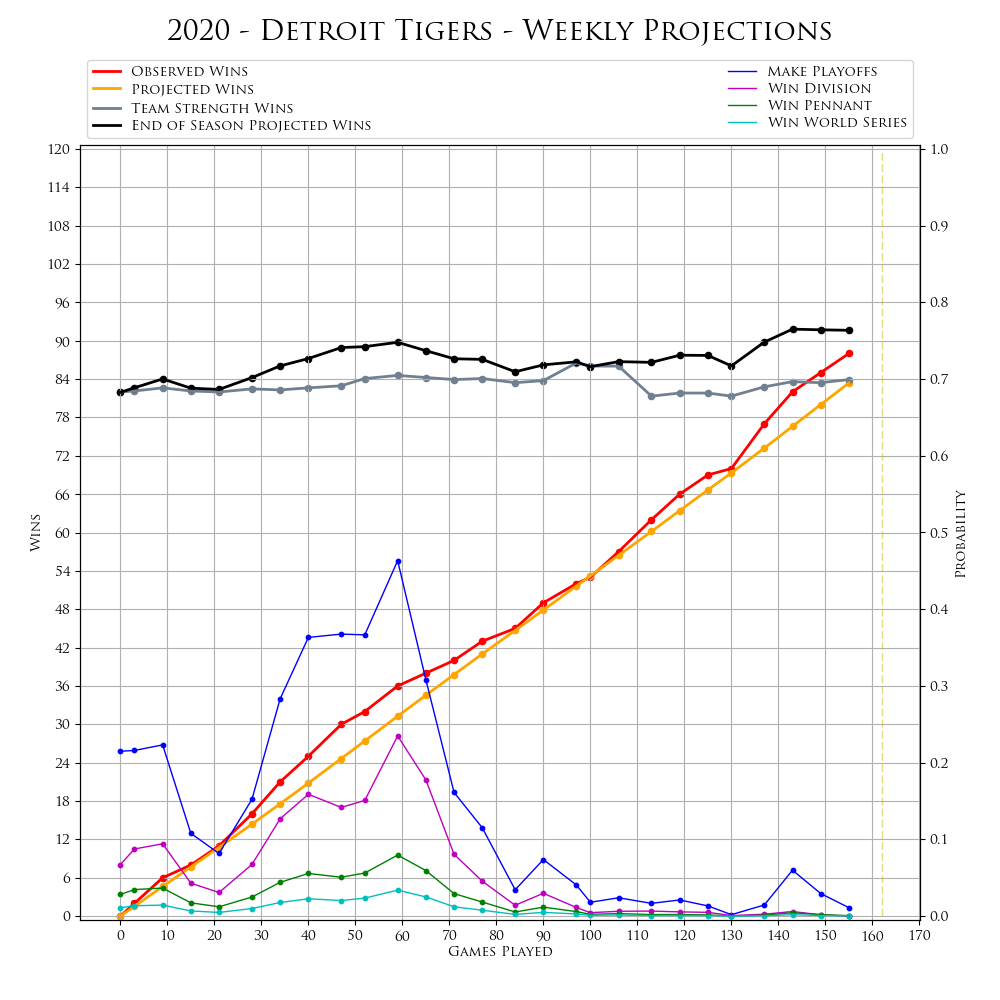 2020 - Detroit Tigers - Weekly Projections
Observed Wins
Projected Wins
Team Strength Wins
End of Season Projected Wins
Make Playoffs
Win Division
Win Pennant
Win World Series
120
114
108
102
96
90
84
78
72
66
60
54
48
42
36
30
24
18
12
6
0
Wins
1.0
0.9
0.8
0.7
0.6
0.5
0.4
0.3
0.2
0.1
0.0
Probability
0 10 20 30 40 50 60 70 80 90 100 110 120 130 140 150 160 170
Games Played